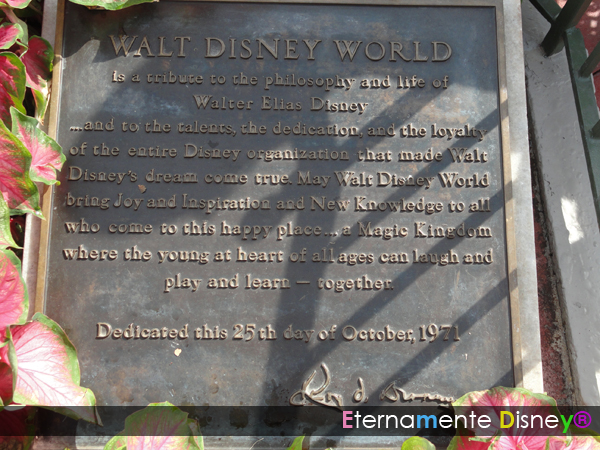 WALT DISNEY WORLD
is a tribute to the philosophy and life of
Walter Elias Disney
...and to the talents, the dedication, and the loyalty
of the entire Disney organization that made Walt
Disney's dream come true. May Walt Disney World
bring Joy and Inspiration and New Knowledge to all
who come to this happy place ... a Magic Kingdom
where the young at heart of all ages can laugh and
play and learn — together.
Dedicated this 25th day of October, 1971
Roy O. Disney
EternamenteDisney®